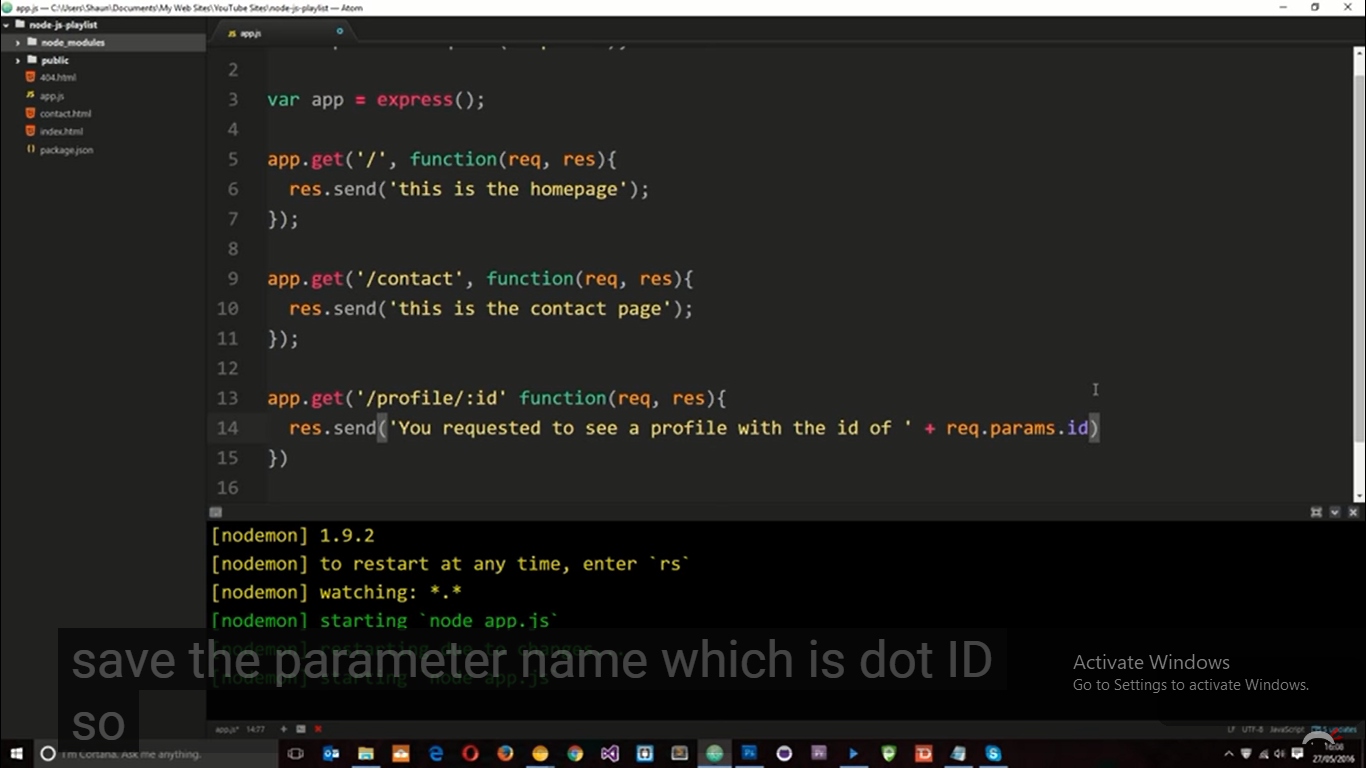 app.js — C:\Users\Shaun\Documents\My Web Sites\YouTube Sites\node-js-playlist — Atom
node-js-playlist
node_modules
public
404.html
app.js
contact.html
index.html
package.json
app.js
2
3 var app = express();
4
5 app.get('/', function(req, res){
6 res.send('this is the homepage');
7 });
8
9 app.get('/contact', function(req, res){
10 res.send('this is the contact page');
11 });
12
13 app.get('/profile/:id' function(req, res){
14 res.send('You requested to see a profile with the id of ' + req.params.id)
15 })
16
[nodemon] 1.9.2
[nodemon] to restart at any time, enter `rs`
[nodemon] watching: *.*
[nodemon] starting `node app.js`
[nodemon] restarting due to changes...
[nodemon] starting `node app.js`
save the parameter name which is dot ID
so
Activate Windows
Go to Settings to activate Windows.
app.js* 14:77
LF UTF-8 JavaScript 5 updates
I'm Cortana. Ask me anything.
16:08
27/05/2016